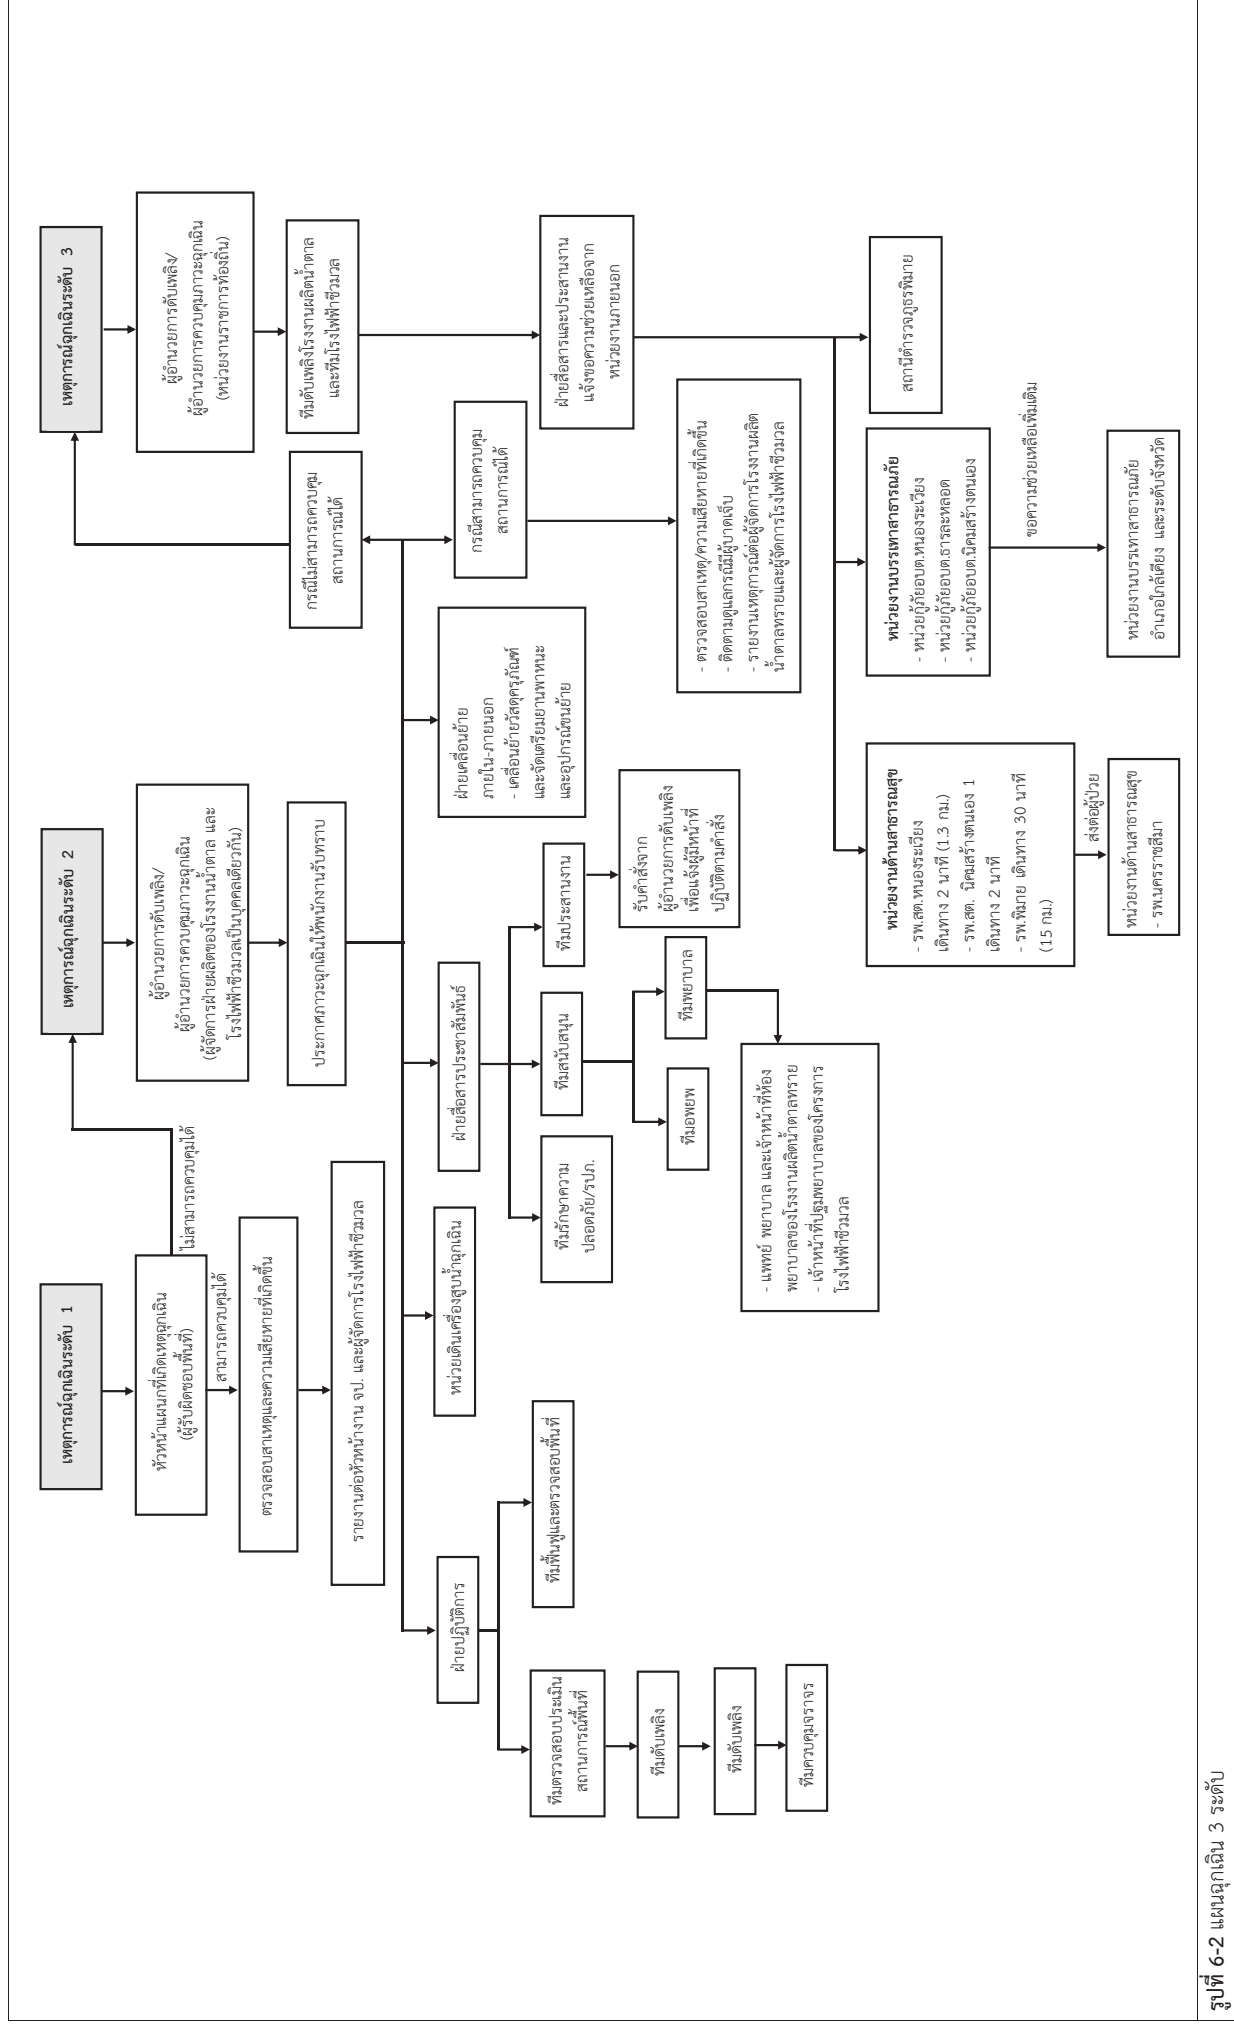 เหตุการณ์ฉุกเฉินระดับ 1
หัวหน้าแผนกที่เกิดเหตุฉุกเฉิน
(ผู้รับผิดชอบพื้นที่)
ไม่สามารถควบคุมได้
สามารถควบคุมได้
ตรวจสอบสาเหตุและความเสียหายที่เกิดขึ้น
รายงานต่อหัวหน้างาน จป. และผู้จัดการโรงไฟฟ้าชีวมวล
เหตุการณ์ฉุกเฉินระดับ 2
ผู้อำนวยการดับเพลิง/
ผู้อำนวยการควบคุมภาวะฉุกเฉิน
(ผู้จัดการฝ่ายผลิตของโรงงานน้ำตาล และ
โรงไฟฟ้าชีวมวลเป็นบุคคลเดียวกัน)
ประกาศภาวะฉุกเฉินให้พนักงานรับทราบ
เหตุการณ์ฉุกเฉินระดับ 3
ผู้อำนวยการดับเพลิง/
ผู้อำนวยการควบคุมภาวะฉุกเฉิน
(หน่วยงานราชการท้องถิ่น)
ทีมดับเพลิงโรงงานผลิตน้ำตาล
และทีมโรงไฟฟ้าชีวมวล
กรณีไม่สามารถควบคุม
สถานการณ์ได้
กรณีสามารถควบคุม
สถานการณ์ได้
ฝ่ายปฏิบัติการ
หน่วยเดินเครื่องสูบน้ำฉุกเฉิน
ฝ่ายสื่อสารประชาสัมพันธ์
ฝ่ายเคลื่อนย้าย
ภายใน-ภายนอก
- เคลื่อนย้ายวัสดุครุภัณฑ์
และจัดเตรียมยานพาหนะ
และอุปกรณ์ขนย้าย
ฝ่ายสื่อสารและประสานงาน
แจ้งขอความช่วยเหลือจาก
หน่วยงานภายนอก
ทีมตรวจสอบประเมิน
สถานการณ์พื้นที่
ทีมฟื้นฟูและตรวจสอบพื้นที่
ทีมรักษาความ
ปลอดภัย/รปภ.
ทีมสนับสนุน
ทีมประสานงาน
รับคำสั่งจาก
ผู้อำนวยการดับเพลิง
เพื่อแจ้งผู้มีหน้าที่
ปฏิบัติตามคำสั่ง
- ตรวจสอบสาเหตุ/ความเสียหายที่เกิดขึ้น
- ติดตามดูแลกรณีมีผู้บาดเจ็บ
- รายงานเหตุการณ์ต่อผู้จัดการโรงงานผลิต
น้ำตาลทรายและผู้จัดการโรงไฟฟ้าชีวมวล
ทีมดับเพลิง
ทีมอพยพ
ทีมพยาบาล
ทีมดับเพลิง
- แพทย์ พยาบาล และเจ้าหน้าที่ห้อง
พยาบาลของโรงงานผลิตน้ำตาลทราย
- เจ้าหน้าที่ปฐมพยาบาลของโครงการ
โรงไฟฟ้าชีวมวล
ทีมควบคุมจราจร
หน่วยงานด้านสาธารณสุข
- รพ.สต.หนองระเวียง
เดินทาง 2 นาที (1.3 กม.)
- รพ.สต. นิคมสร้างตนเอง 1
เดินทาง 2 นาที
- รพ.พิมาย เดินทาง 30 นาที
(15 กม.)
หน่วยงานบรรเทาสาธารณภัย
- หน่วยกู้ภัยอบต.หนองระเวียง
- หน่วยกู้ภัยอบต.ธารละหลอด
- หน่วยกู้ภัยอบต.นิคมสร้างตนเอง
สถานีตำรวจภูธรพิมาย
ส่งต่อผู้ป่วย
ขอความช่วยเหลือเพิ่มเติม
หน่วยงานด้านสาธารณสุข
- รพ.นครราชสีมา
หน่วยงานบรรเทาสาธารณภัย
อำเภอใกล้เคียง และระดับจังหวัด
รูปที่ 6-2 แผนฉุกเฉิน 3 ระดับ